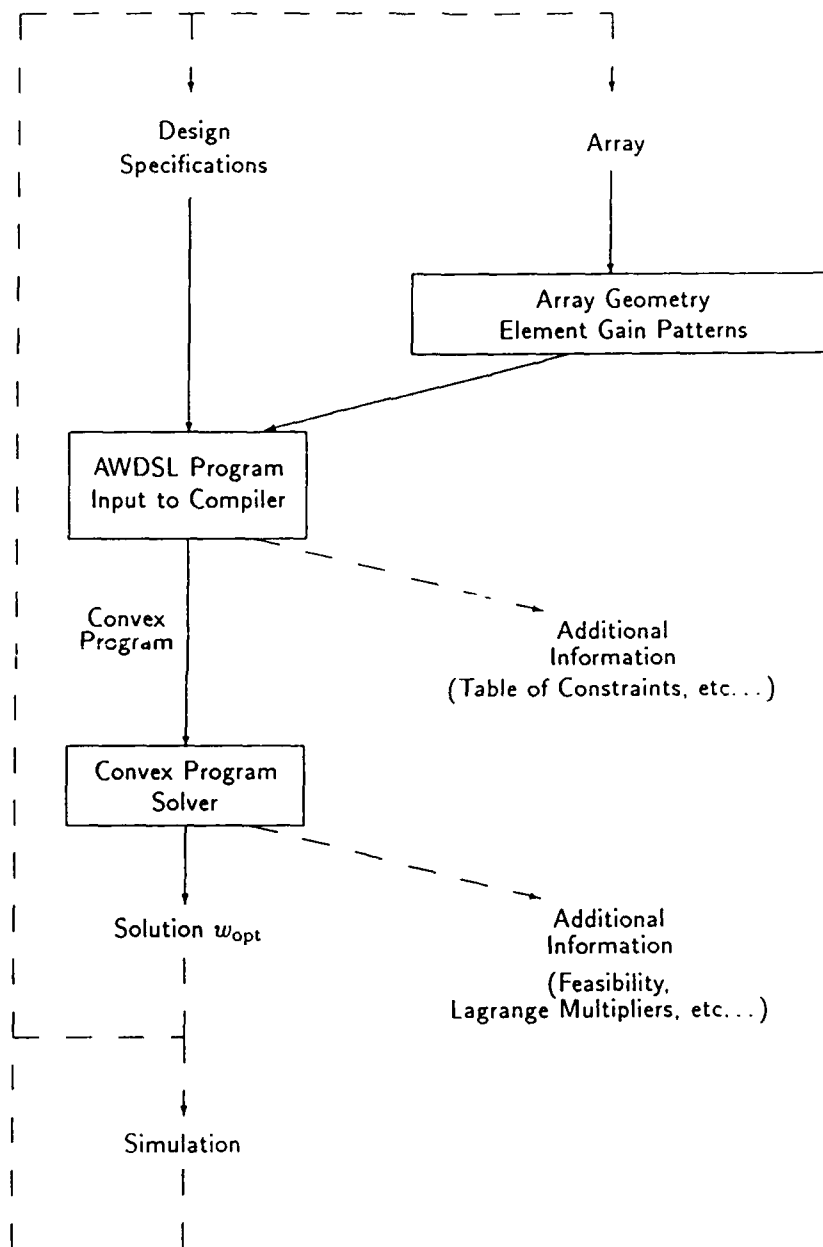 Design
Specifications
Array
Array Geometry
Element Gain Patterns
AWDSL Program
Input to Compiler
Convex
Program
Additional
Information
(Table of Constraints, etc...)
Convex Program
Solver
Solution wopt
Additional
Information
(Feasibility,
Lagrange Multipliers, etc...)
Simulation